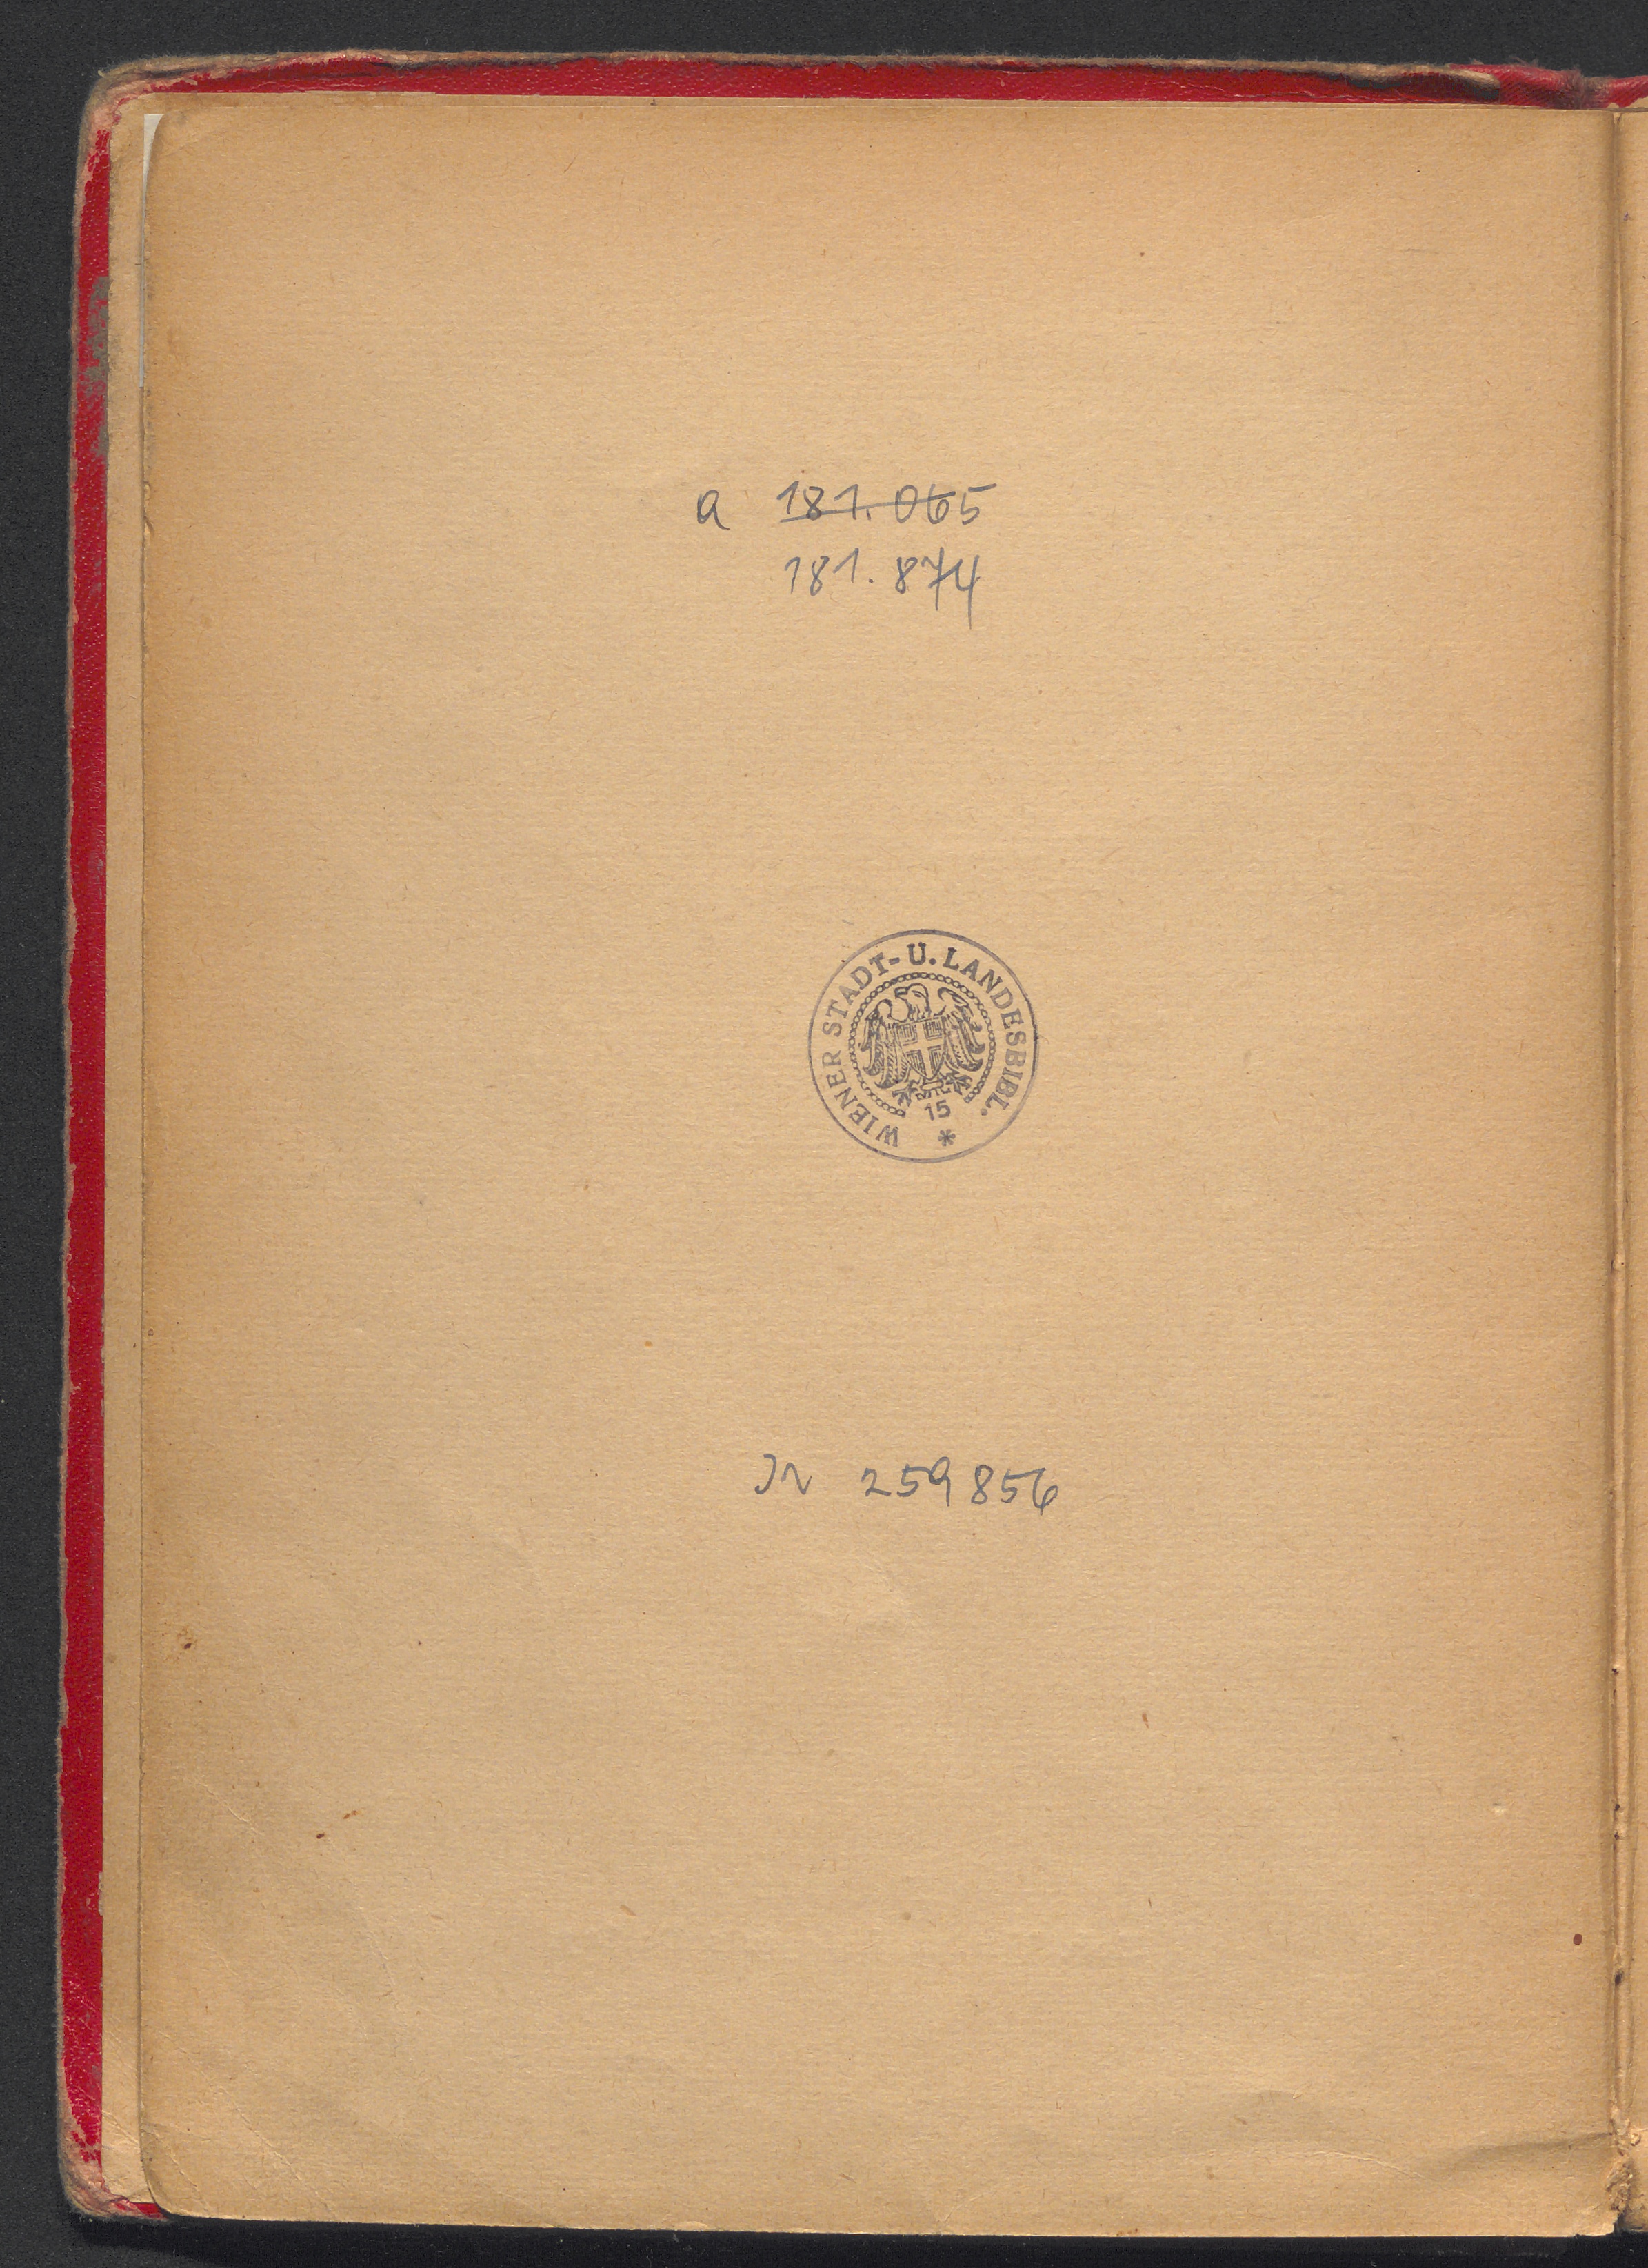 a 181.065
181.874
WIENER STADT- U. LANDESBIBL.
15
*
JN 259856